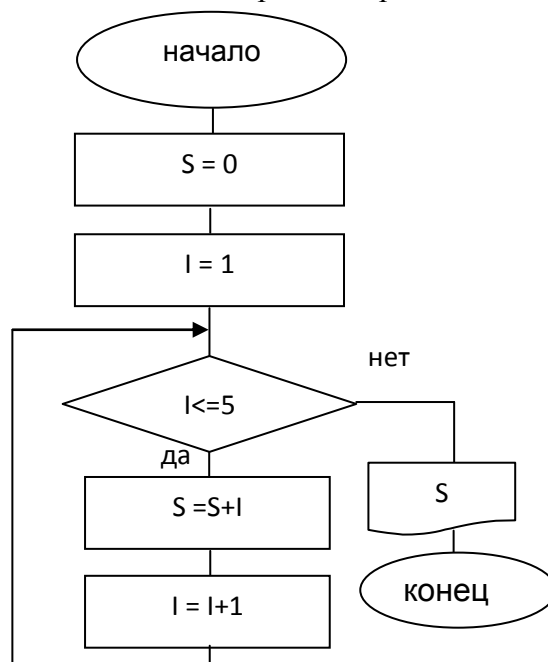 начало
S = 0
I = 1
нет
I<=5
да
S
S =S+I
конец
I = I+1